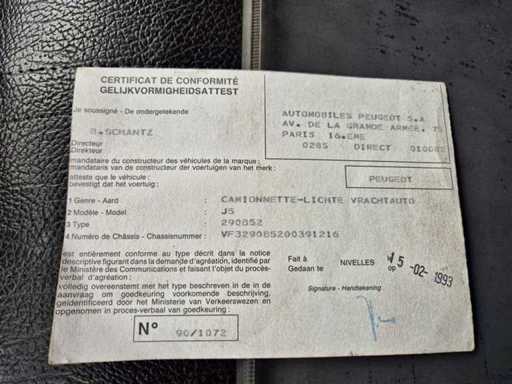 CERTIFICAT DE CONFORMITÉ
GELIJKVORMIGHEIDSATTEST
Je soussigné - De ondergetekende
B.SCHANTZ
Directeur
Direkteur
AUTOMOBILES PEUGEOT S.A
AV. DE LA GRANDE ARMEE, 75
PARIS 16.EME
0285 DIRECT
mandataire du constructeur des véhicules de la marque :
mandataris van de constructeur der voertuigen van het merk :
PEUGEOT
atteste que le véhicule :
bevestigt dat het voertuig :
1 Genre - Aard : CAMIONNETTE-LICHTE VRACHTAUTO
2 Modèle - Model : J5
3 Type : 290852
4 Numéro de Châssis - Chassisnummer : VF329085200391216
est entièrement conforme au type décrit dans la notice
descriptive figurant dans la demande d'agréation, identifié par
le Ministère des Communications et faisant l'objet du procès-
verbal d'agréation :
volledig overeenstemt met het type beschreven in de in de
aanvraag om goedkeuring voorkomende beschrijving,
geïdentificeerd door het Ministerie van Verkeerswezen en
opgenomen in proces-verbaal van goedkeuring :
Fait à
Gedaan te NIVELLES
op 15-02-1993
Signature - Handtekening
N° 90/1072